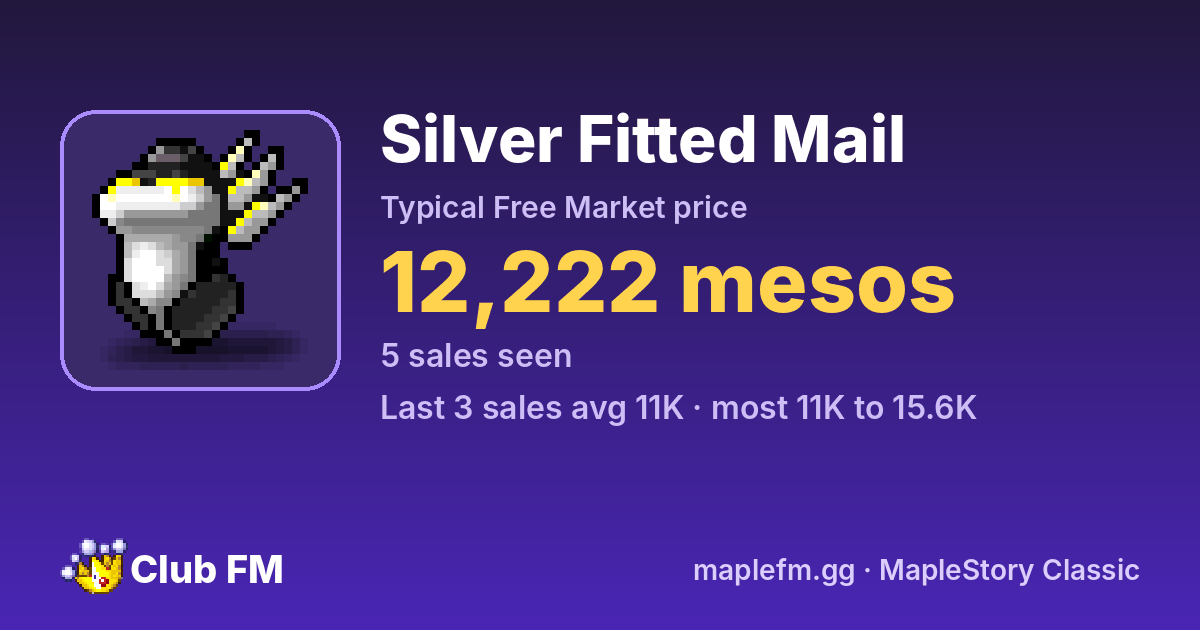 Silver Fitted Mail
Typical Free Market price
12,222 mesos
5 sales seen
Last 3 sales avg 11K · most 11K to 15.6K
Club FM
maplefm.gg · MapleStory Classic